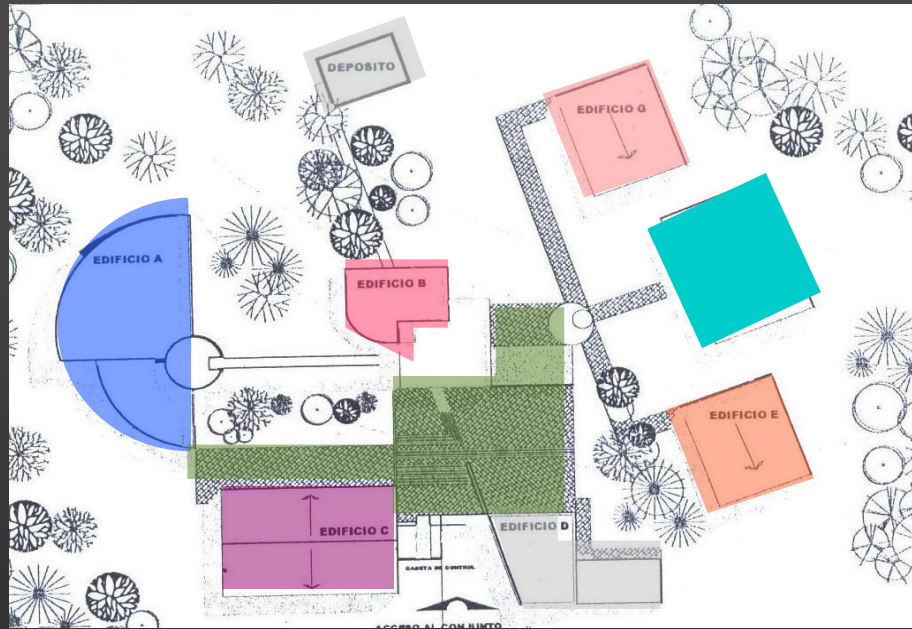 DEPOSITO
EDIFICIO G
EDIFICIO A
EDIFICIO B
EDIFICIO E
EDIFICIO C
EDIFICIO D
CASETA DE CONTROL
ACCESO AL CONJUNTO